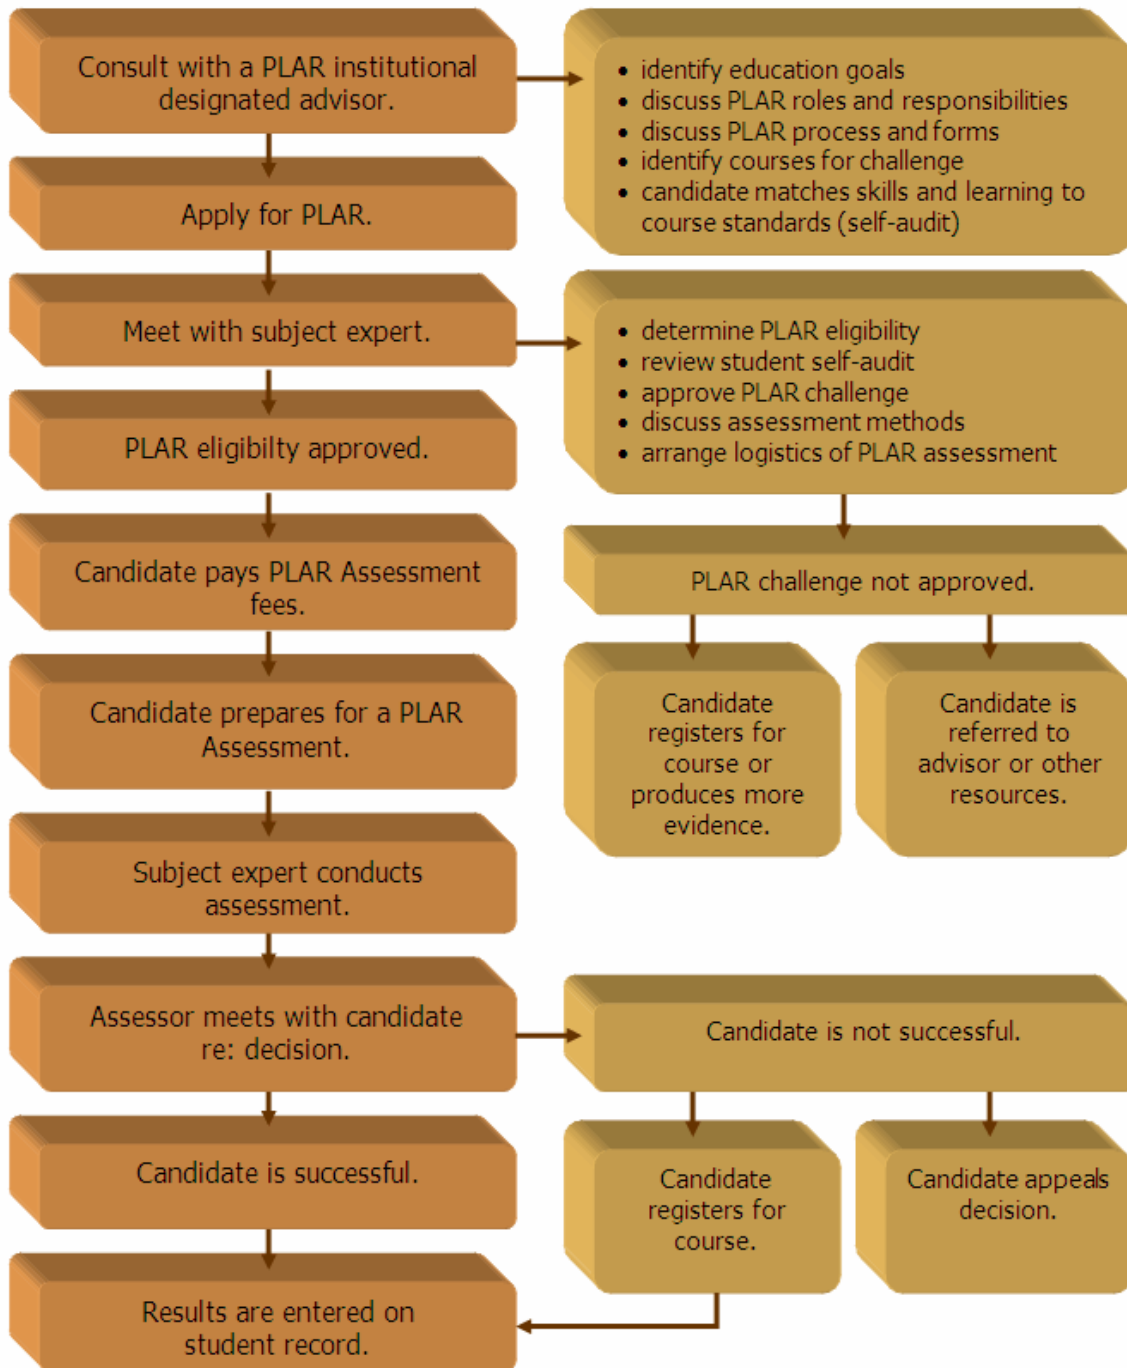 Consult with a PLAR institutional
designated advisor.
• identify education goals
• discuss PLAR roles and responsibilities
• discuss PLAR process and forms
• identify courses for challenge
• candidate matches skills and learning to
course standards (self-audit)
Apply for PLAR.
Meet with subject expert.
• determine PLAR eligibility
• review student self-audit
• approve PLAR challenge
• discuss assessment methods
• arrange logistics of PLAR assessment
PLAR eligibilty approved.
Candidate pays PLAR Assessment
fees.
PLAR challenge not approved.
Candidate prepares for a PLAR
Assessment.
Candidate
registers for
course or
produces more
evidence.
Candidate is
referred to
advisor or other
resources.
Subject expert conducts
assessment.
Assessor meets with candidate
re: decision.
Candidate is not successful.
Candidate is successful.
Candidate
registers for
course.
Candidate appeals
decision.
Results are entered on
student record.